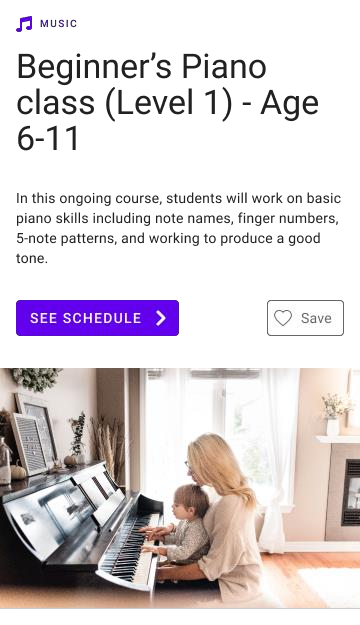 MUSIC
Beginner’s Piano
class (Level 1) - Age
6-11
In this ongoing course, students will work on basic
piano skills including note names, finger numbers,
5-note patterns, and working to produce a good
tone.
SEE SCHEDULE
Save